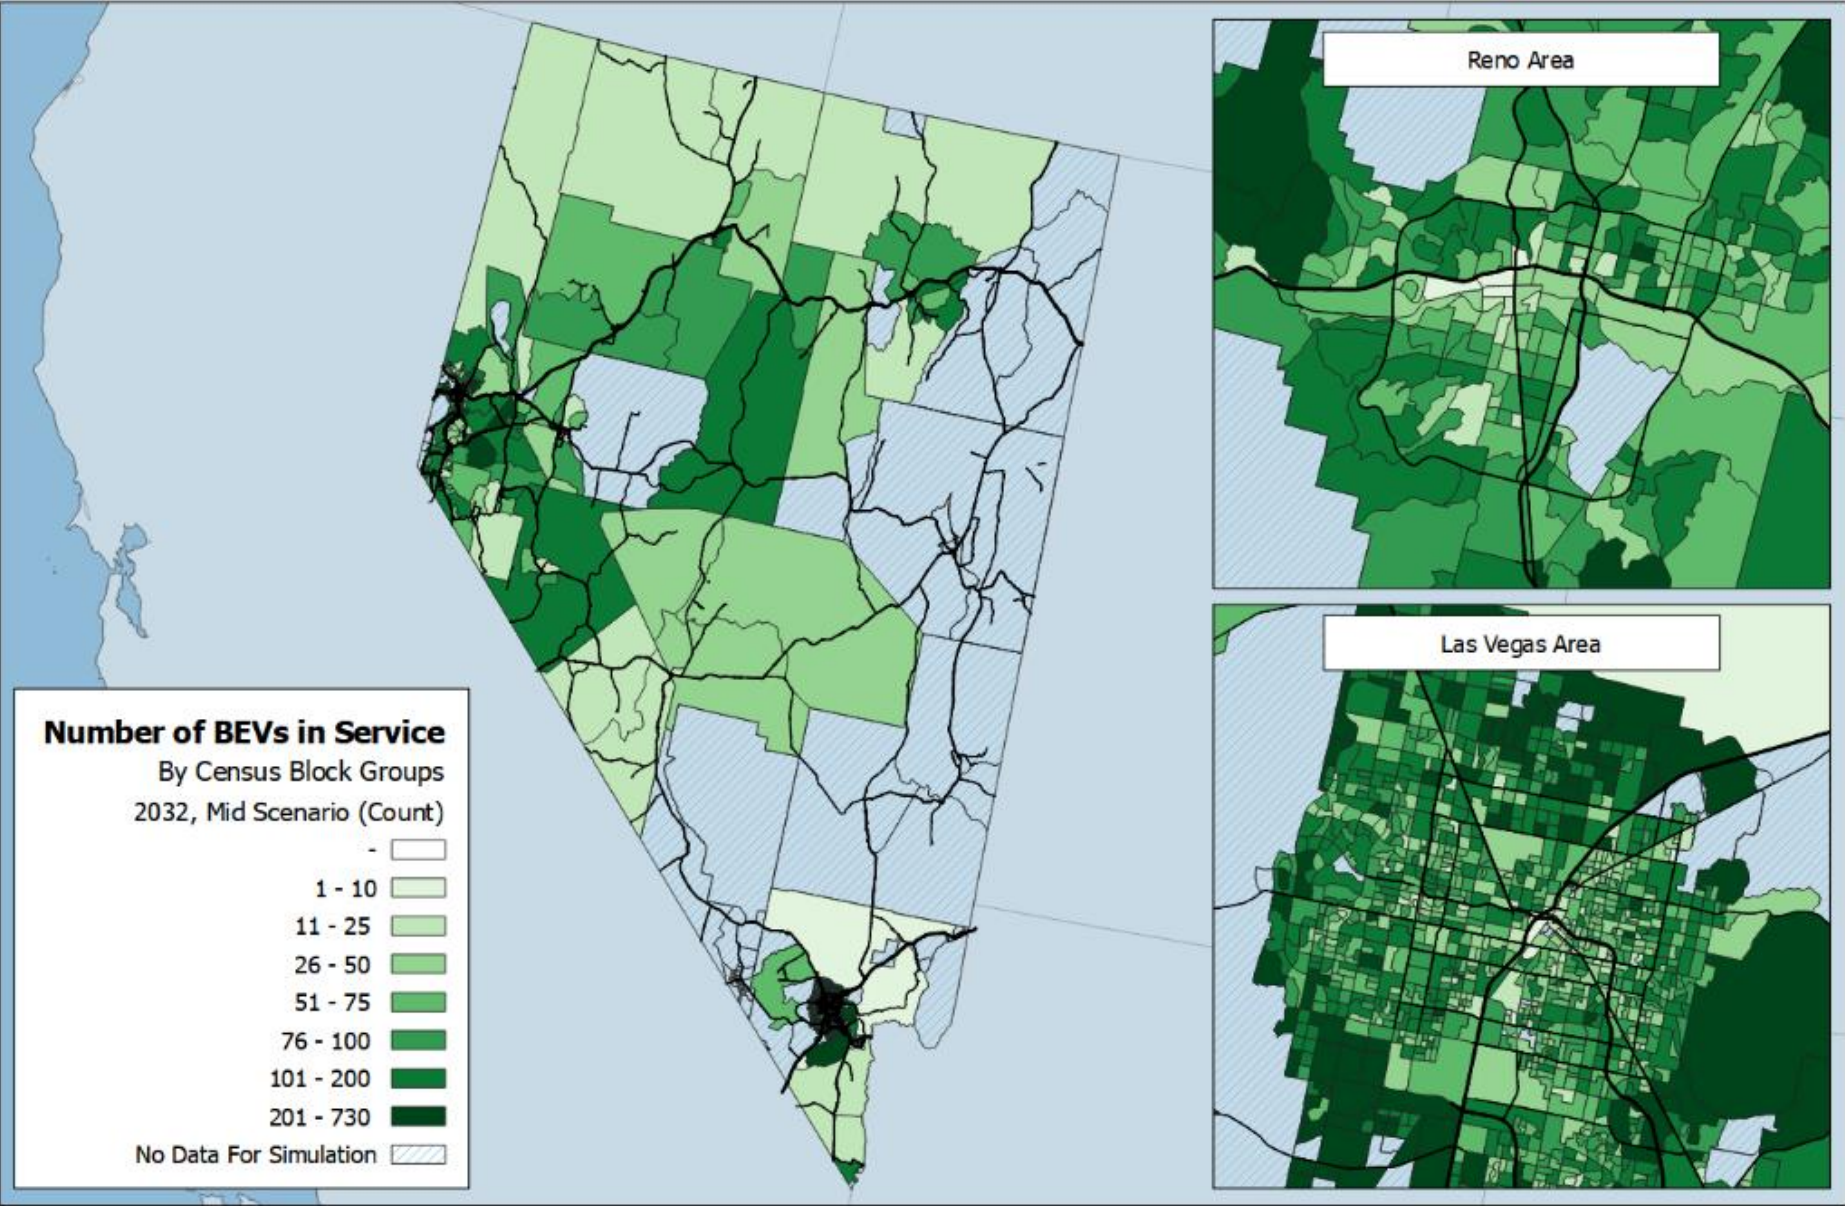 Reno Area
Las Vegas Area
Number of BEVs in Service
By Census Block Groups
2032, Mid Scenario (Count)
-
1 - 10
11 - 25
26 - 50
51 - 75
76 - 100
101 - 200
201 - 730
No Data For Simulation